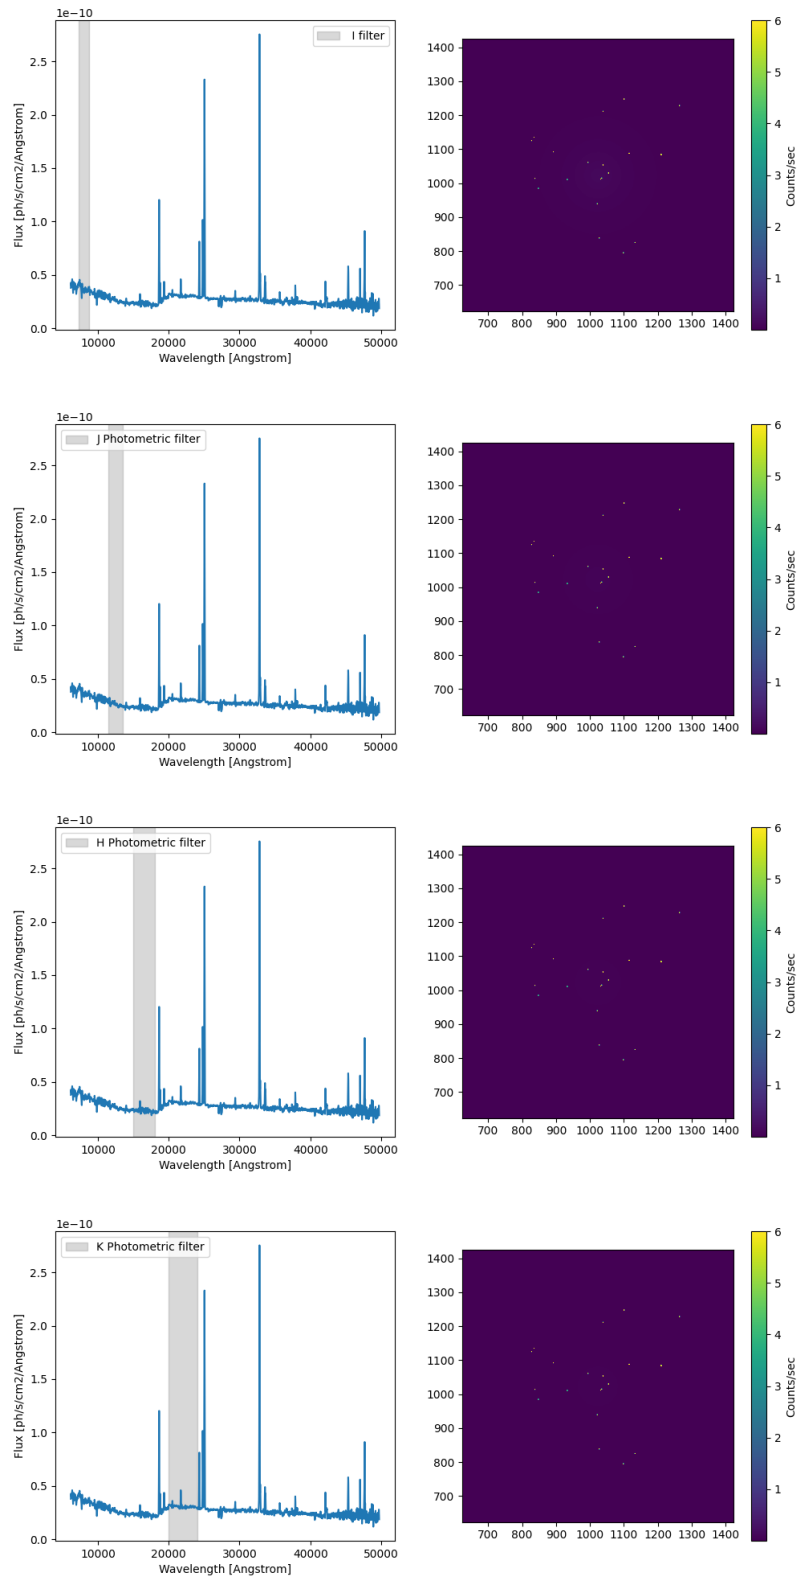 1e−10
I filter
2.5
2.0
1.5
1.0
0.5
0.0
Flux [ph/s/cm2/Angstrom]
10000 20000 30000 40000 50000
Wavelength [Angstrom]
1400
1300
1200
1100
1000
900
800
700
700 800 900 1000 1100 1200 1300 1400
6
5
4
3
2
1
Counts/sec
1e−10
J Photometric filter
2.5
2.0
1.5
1.0
0.5
0.0
Flux [ph/s/cm2/Angstrom]
10000 20000 30000 40000 50000
Wavelength [Angstrom]
1400
1300
1200
1100
1000
900
800
700
700 800 900 1000 1100 1200 1300 1400
6
5
4
3
2
1
Counts/sec
1e−10
H Photometric filter
2.5
2.0
1.5
1.0
0.5
0.0
Flux [ph/s/cm2/Angstrom]
10000 20000 30000 40000 50000
Wavelength [Angstrom]
1400
1300
1200
1100
1000
900
800
700
700 800 900 1000 1100 1200 1300 1400
6
5
4
3
2
1
Counts/sec
1e−10
K Photometric filter
2.5
2.0
1.5
1.0
0.5
0.0
Flux [ph/s/cm2/Angstrom]
10000 20000 30000 40000 50000
Wavelength [Angstrom]
1400
1300
1200
1100
1000
900
800
700
700 800 900 1000 1100 1200 1300 1400
6
5
4
3
2
1
Counts/sec